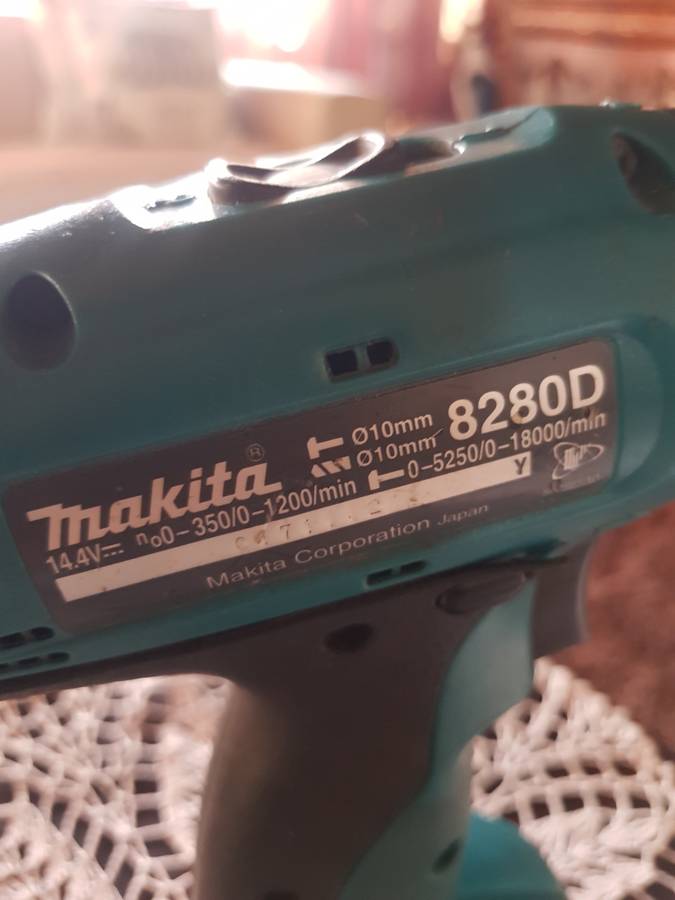 makita® Ø10mm 8280D
Ø10mm
14.4V⎓ n₀0-350/0-1200/min 0-5250/0-18000/min
Y
Makita Corporation Japan